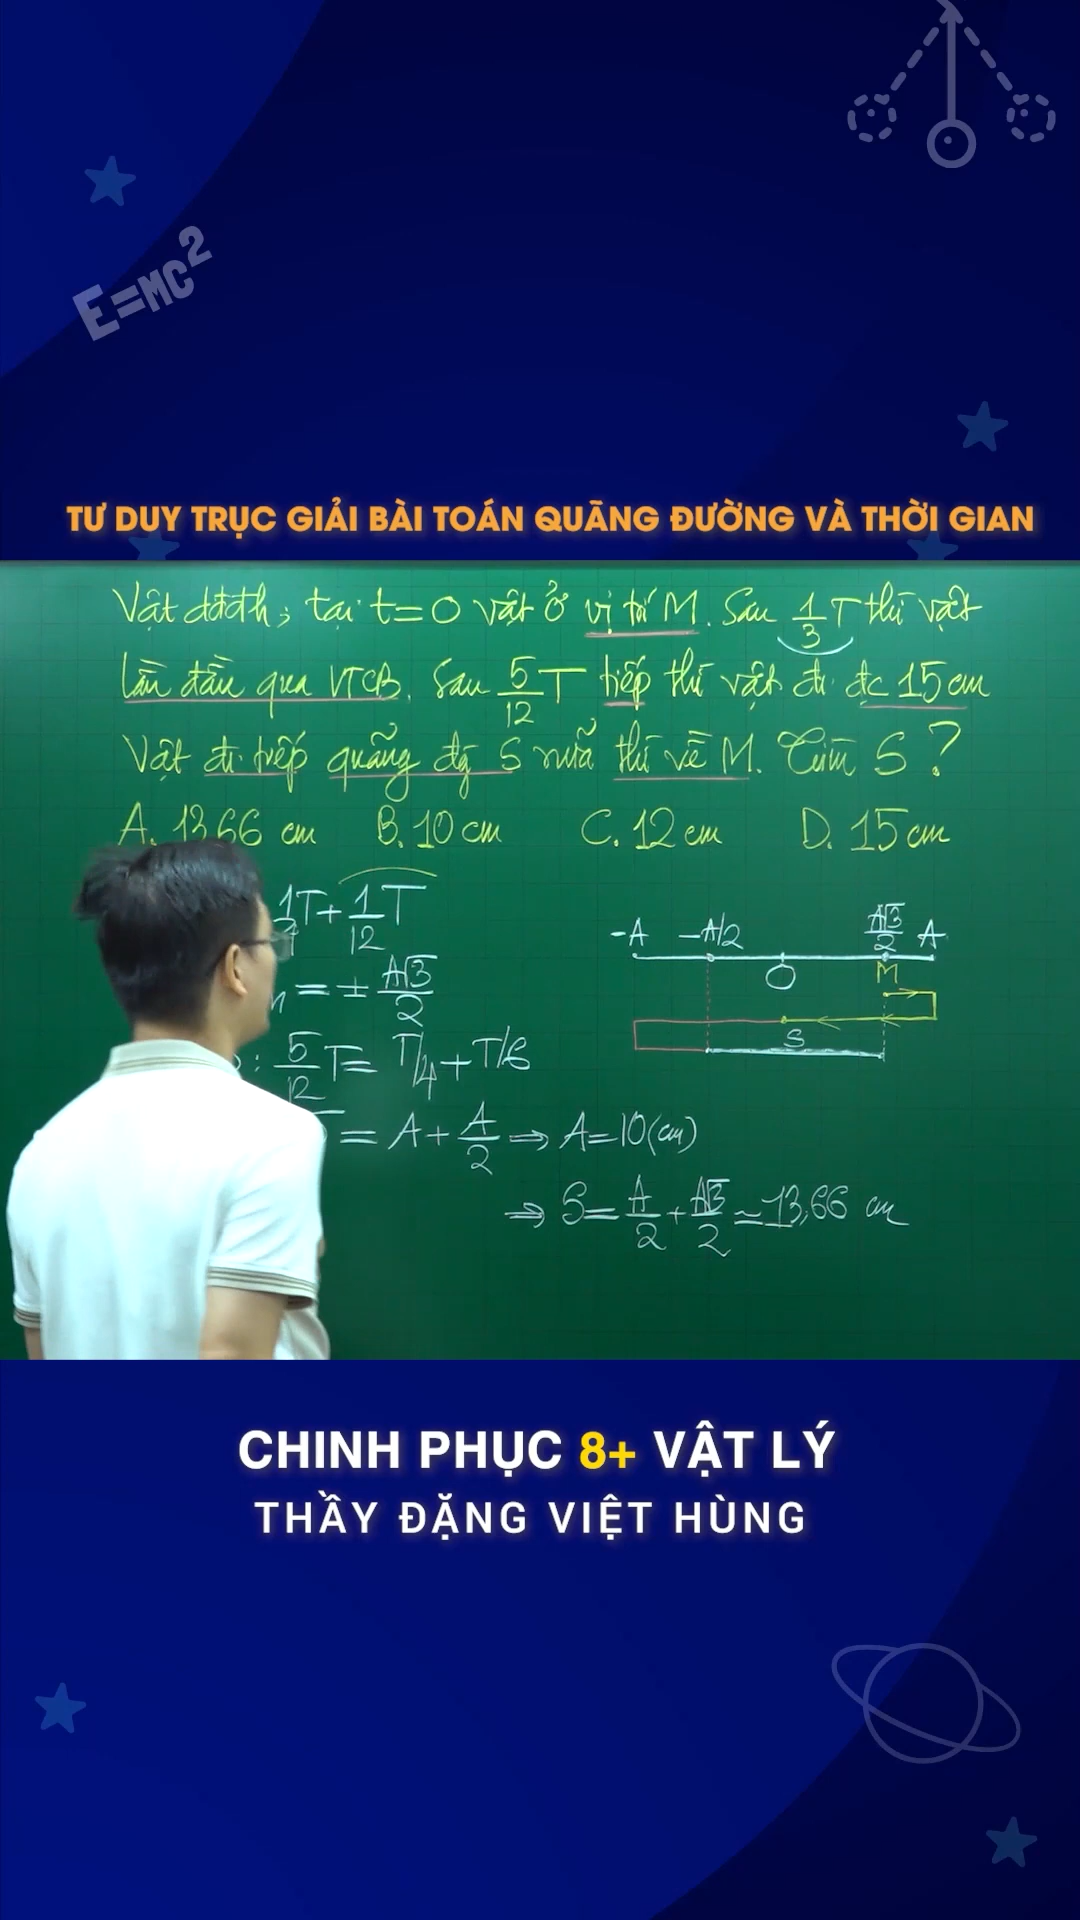 E=MC²
TƯ DUY TRỤC GIẢI BÀI TOÁN QUÃNG ĐƯỜNG VÀ THỜI GIAN
Vật dđđh, tại t=0 vật ở vị trí M. Sau 1/3 T thì vật
lần đầu qua VTCB. Sau 5/12 T tiếp thì vật đi đc 15cm
Vật đi tiếp quãng đg S nữa thì về M. Tìm S?
A. 13,66 cm B. 10 cm C. 12 cm D. 15 cm
T + 1/12 T
= ± A√3/2
: 5/12 T = T/4 + T/6
= A + A/2 ⇒ A = 10 (cm)
⇒ S = A/2 + A√3/2 ≃ 13,66 cm
-A -A/2 A√3/2 A
O M
S
CHINH PHỤC 8+ VẬT LÝ
THẦY ĐẶNG VIỆT HÙNG